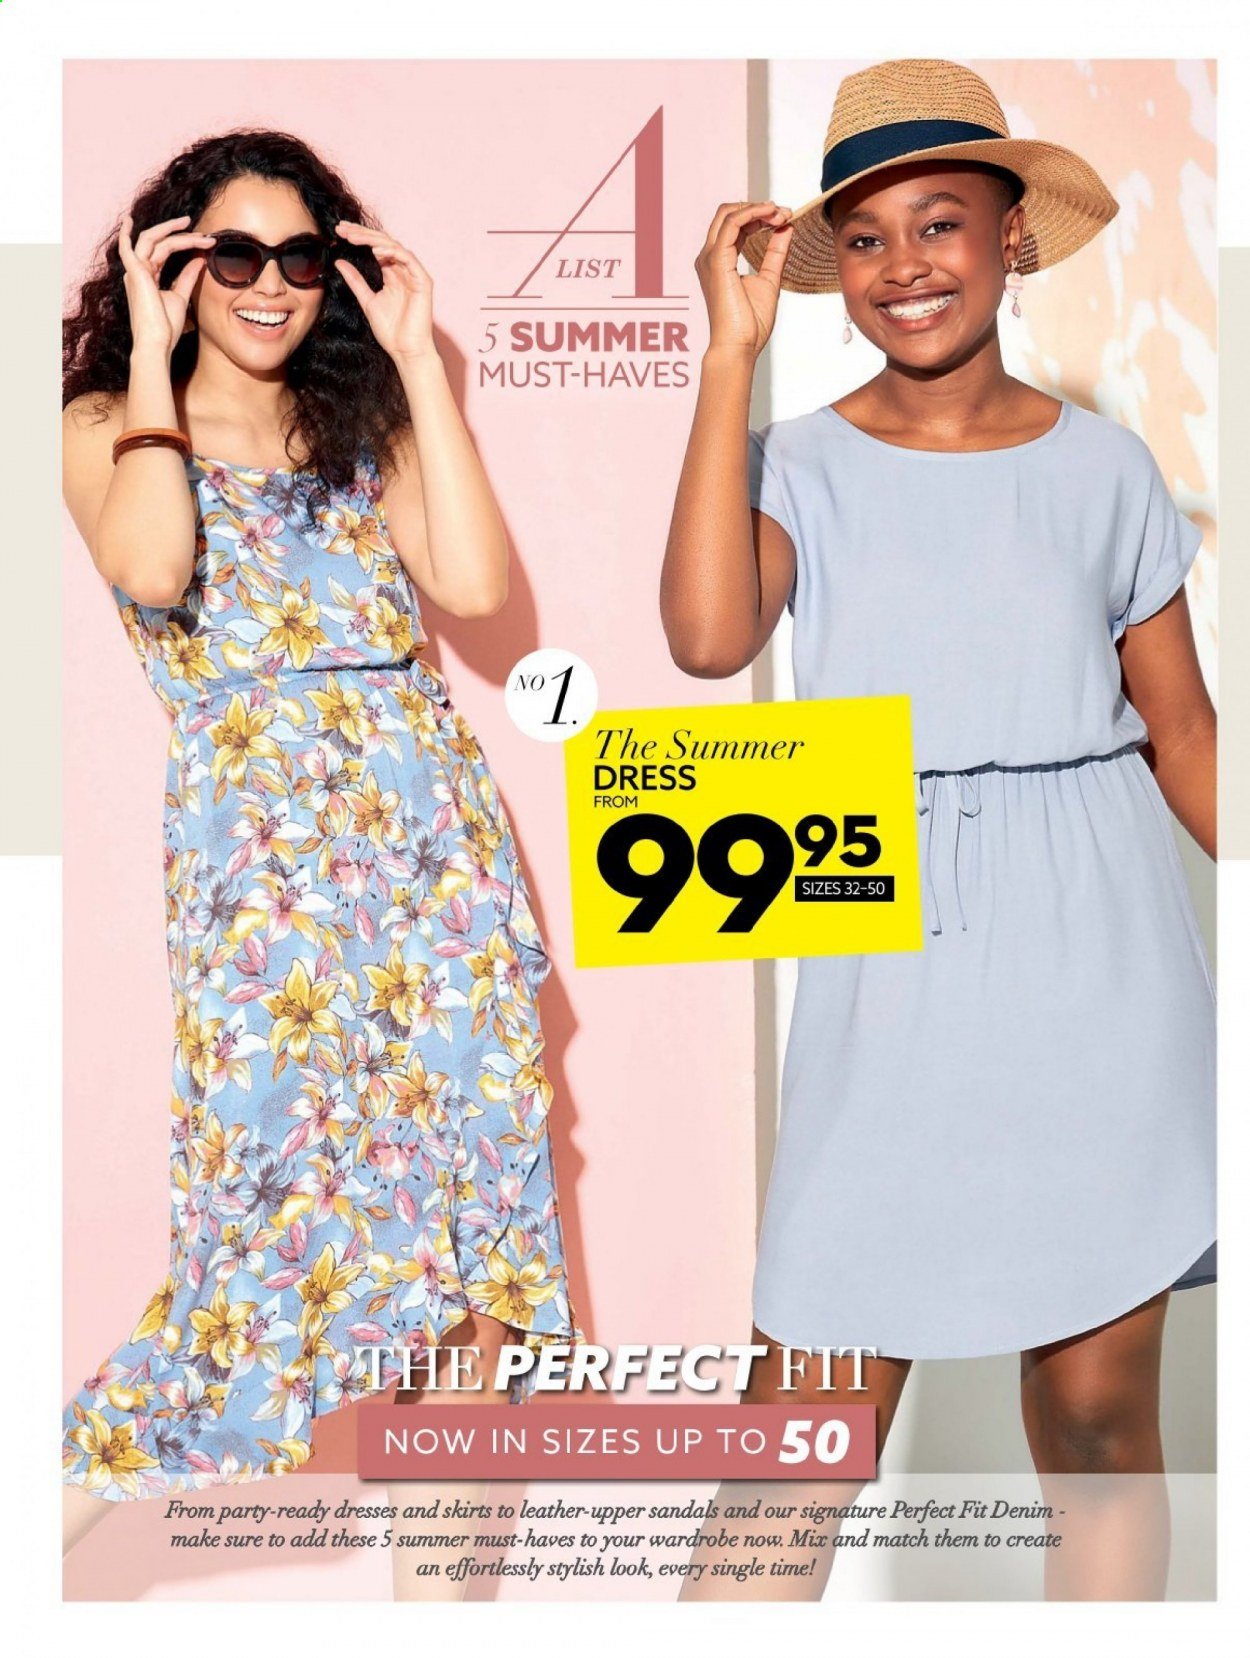 A
LIST
5 SUMMER
MUST-HAVES
NO 1.
The Summer
DRESS
FROM
99 95
SIZES 32-50
THE PERFECT FIT
NOW IN SIZES UP TO 50
From party-ready dresses and skirts to leather-upper sandals and our signature Perfect Fit Denim -
make sure to add these 5 summer must-haves to your wardrobe now. Mix and match them to create
an effortlessly stylish look, every single time!